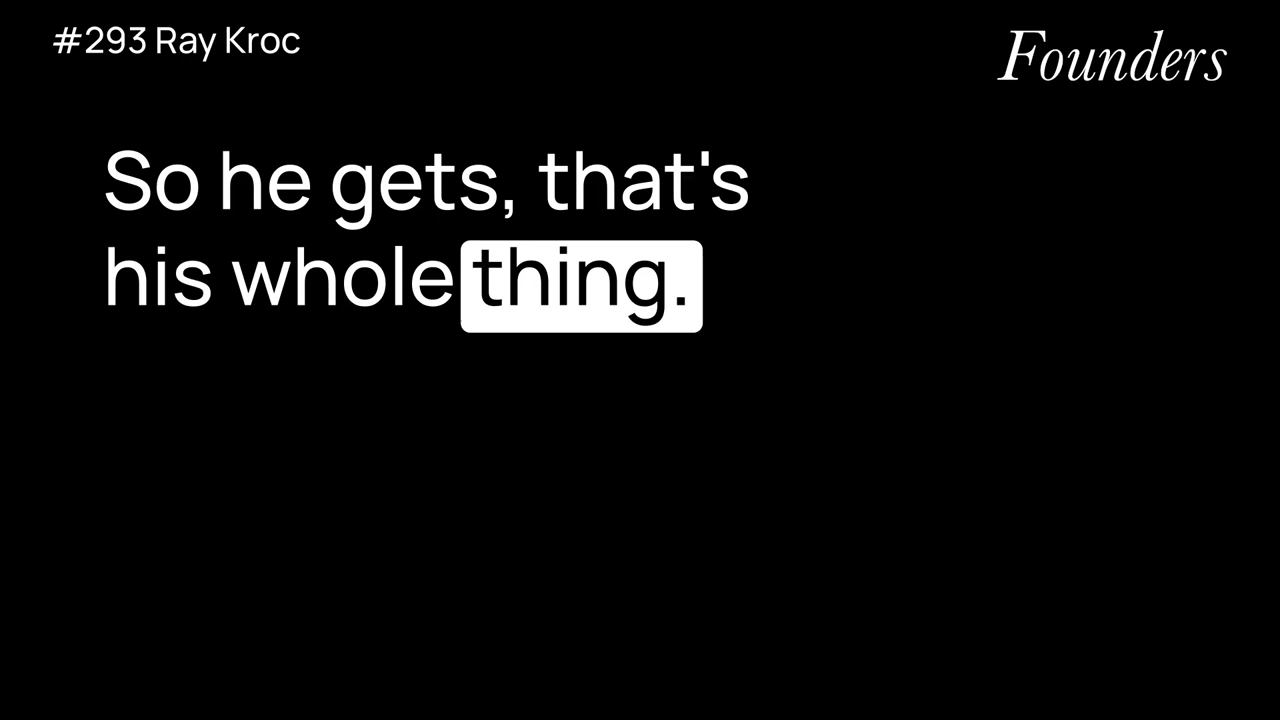 #293 Ray Kroc
Founders
So he gets, that's
his whole thing.